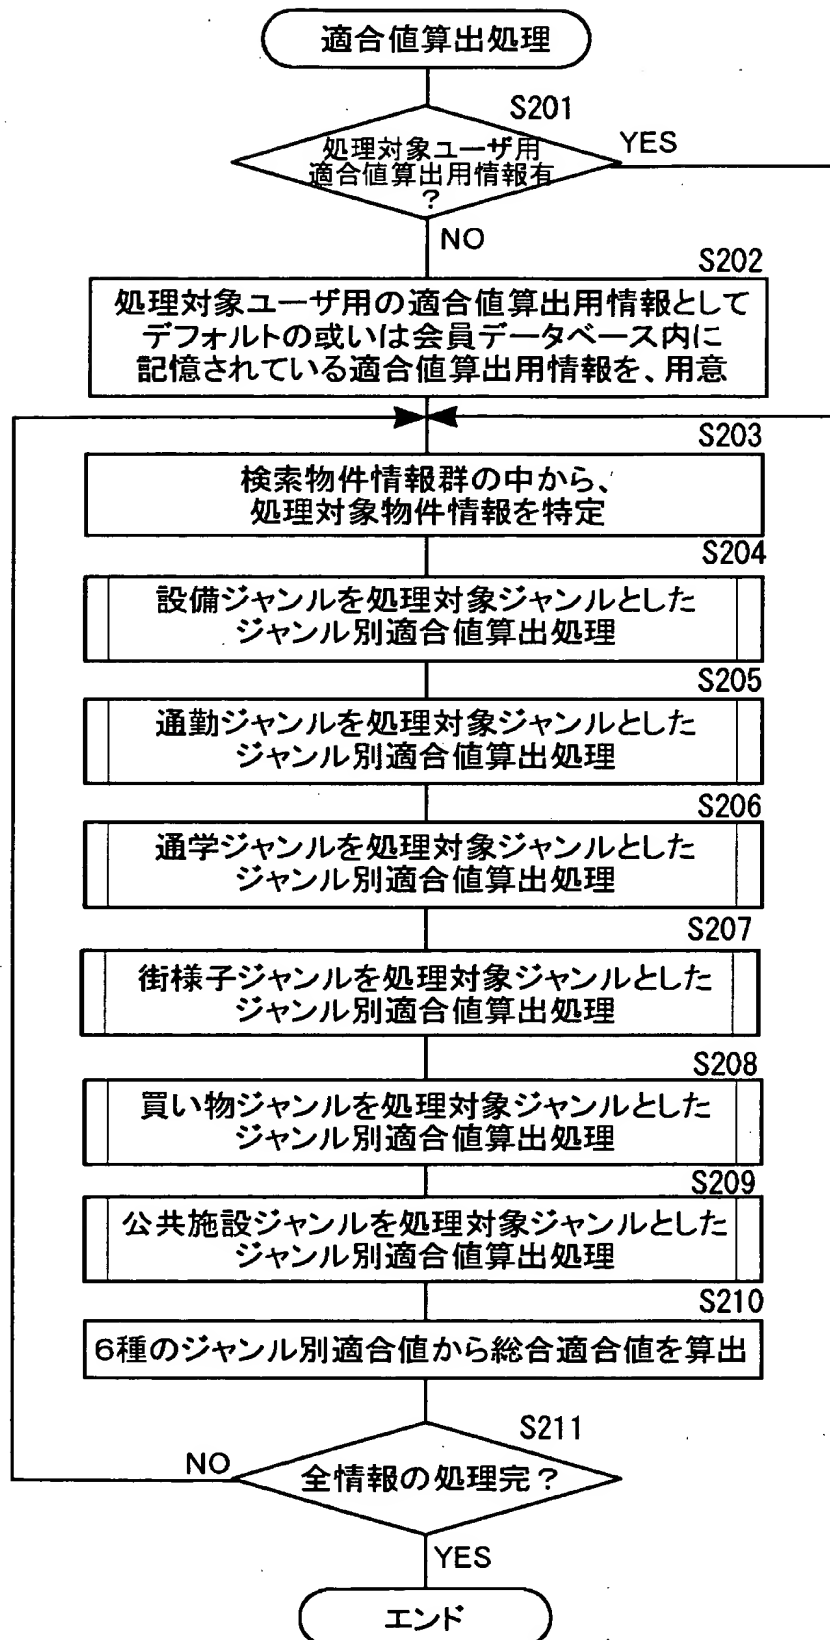 適合値算出処理
S201
処理対象ユーザ用
適合値算出用情報有
?
YES
NO
S202
処理対象ユーザ用の適合値算出用情報として
デフォルトの或いは会員データベース内に
記憶されている適合値算出用情報を、用意
S203
検索物件情報群の中から、
処理対象物件情報を特定
S204
設備ジャンルを処理対象ジャンルとした
ジャンル別適合値算出処理
S205
通勤ジャンルを処理対象ジャンルとした
ジャンル別適合値算出処理
S206
通学ジャンルを処理対象ジャンルとした
ジャンル別適合値算出処理
S207
街様子ジャンルを処理対象ジャンルとした
ジャンル別適合値算出処理
S208
買い物ジャンルを処理対象ジャンルとした
ジャンル別適合値算出処理
S209
公共施設ジャンルを処理対象ジャンルとした
ジャンル別適合値算出処理
S210
6種のジャンル別適合値から総合適合値を算出
S211
NO
全情報の処理完?
YES
エンド